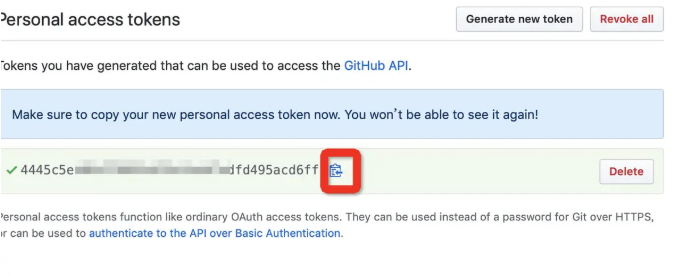 Personal access tokens
Generate new token
Revoke all
Tokens you have generated that can be used to access the GitHub API.
Make sure to copy your new personal access token now. You won't be able to see it again!
4445c5e dfd495acd6ff
Delete
Personal access tokens function like ordinary OAuth access tokens. They can be used instead of a password for Git over HTTPS,
or can be used to authenticate to the API over Basic Authentication.